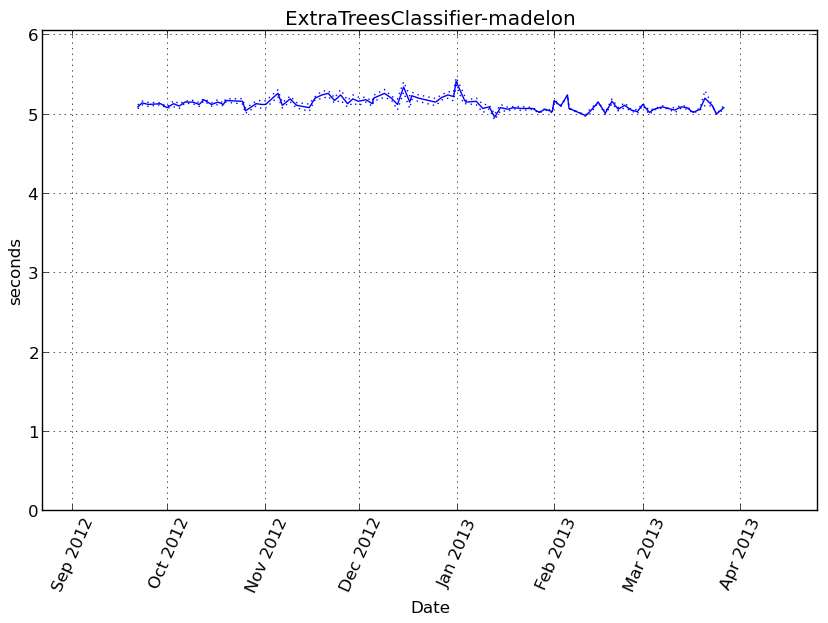 ExtraTreesClassifier-madelon
6
5
4
3
2
1
0
seconds
Sep 2012
Oct 2012
Nov 2012
Dec 2012
Jan 2013
Feb 2013
Mar 2013
Apr 2013
Date